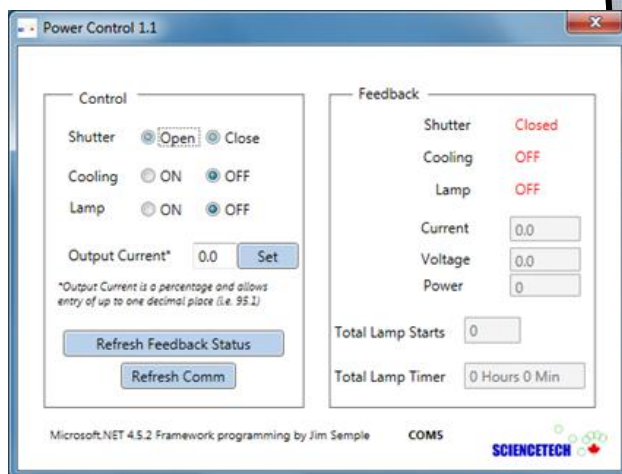 Power Control 1.1
Control
Shutter Open Close
Cooling ON OFF
Lamp ON OFF
Output Current* 0.0 Set
*Output Current is a percentage and allows
entry of up to one decimal place (i.e. 95.1)
Refresh Feedback Status
Refresh Comm
Feedback
Shutter Closed
Cooling OFF
Lamp OFF
Current 0.0
Voltage 0.0
Power 0
Total Lamp Starts 0
Total Lamp Timer 0 Hours 0 Min
Microsoft.NET 4.5.2 Framework programming by Jim Semple COM5
SCIENCETECH